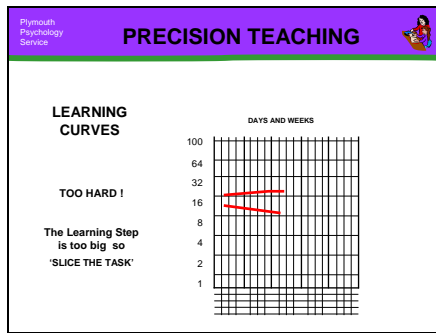 Plymouth
Psychology
Service
PRECISION TEACHING
LEARNING
CURVES
DAYS AND WEEKS
100
64
32
16
8
4
2
1
TOO HARD !
The Learning Step
is too big  so
'SLICE THE TASK'